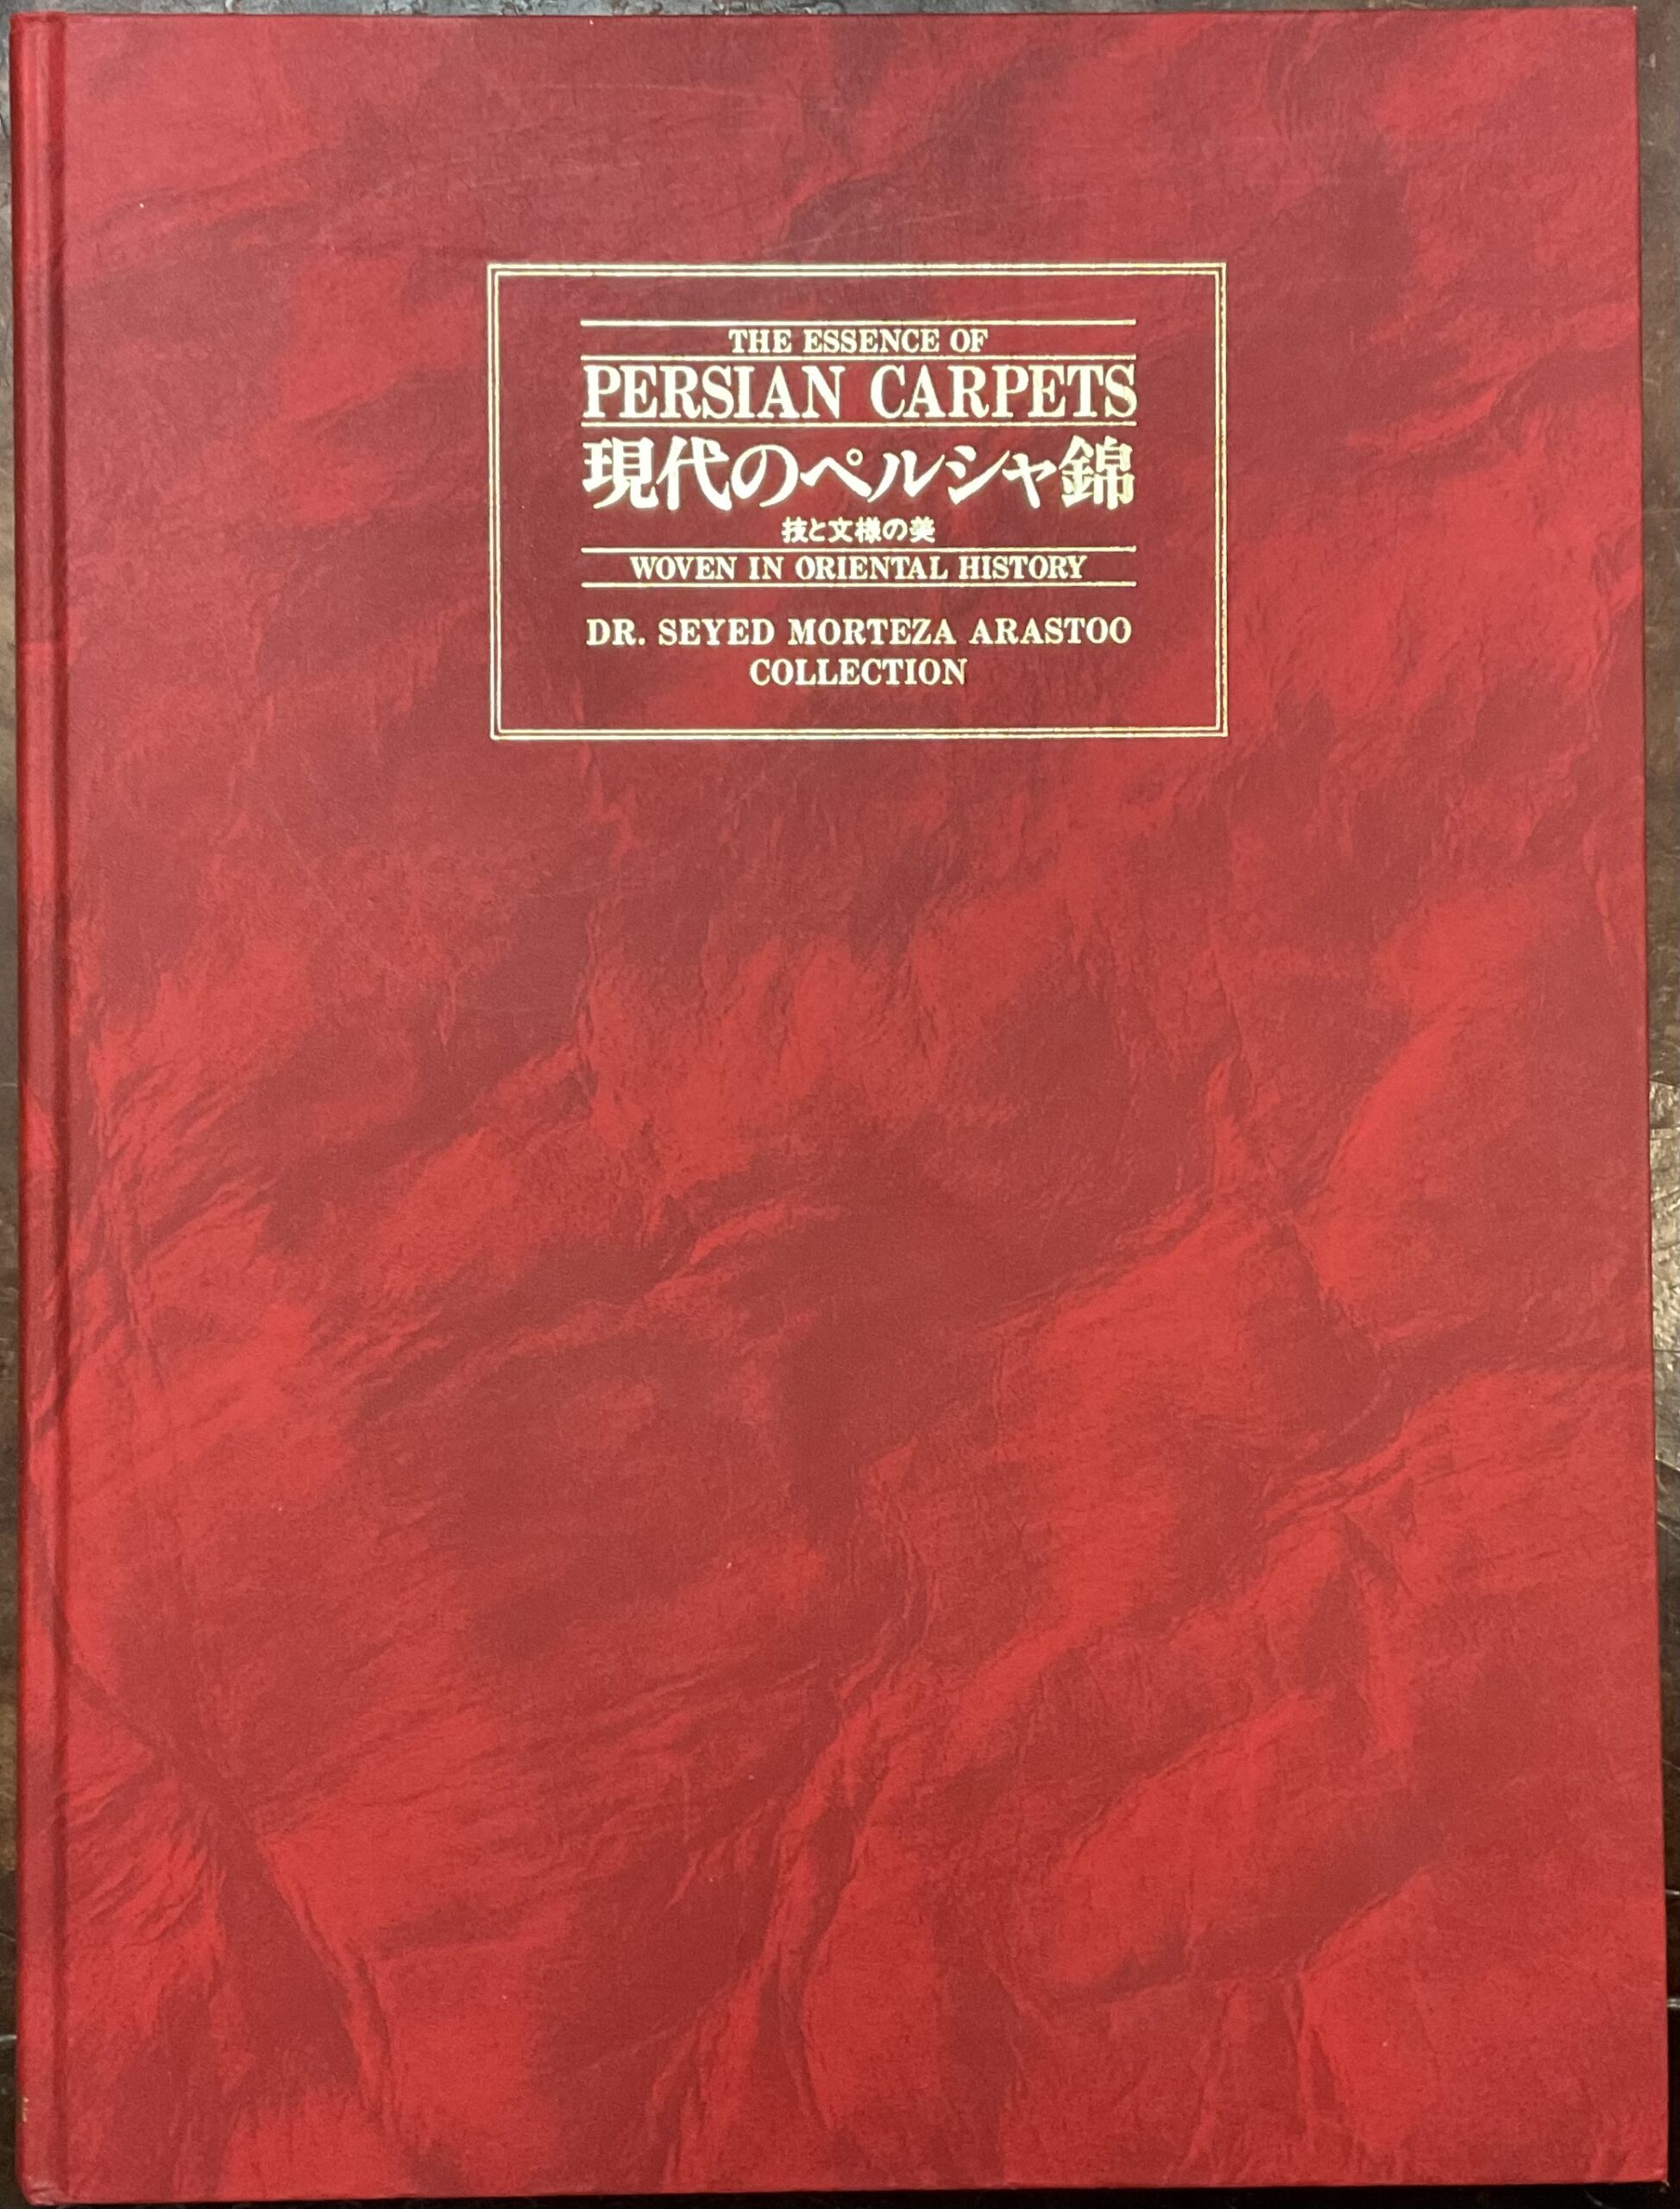 THE ESSENCE OF
PERSIAN CARPETS
現代のペルシャ錦
技と文様の美
WOVEN IN ORIENTAL HISTORY
DR. SEYED MORTEZA ARASTOO
COLLECTION